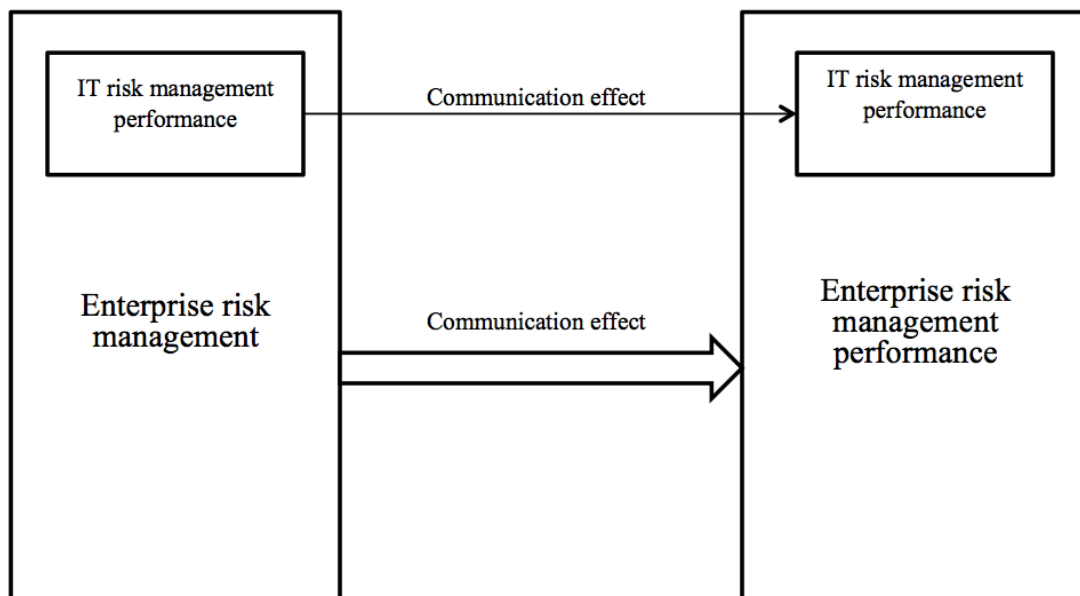 IT risk management
performance
Communication effect
IT risk management
performance
Enterprise risk
management
Communication effect
Enterprise risk
management
performance